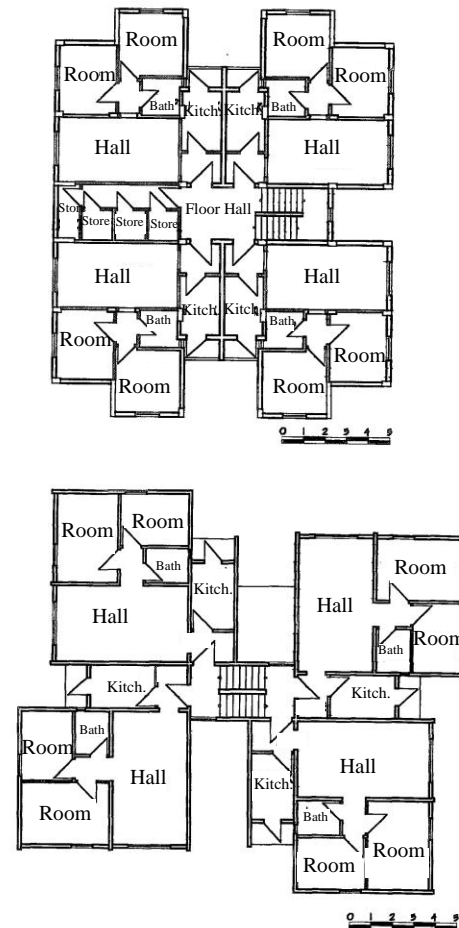 Room Room
Room Room
Bath Kitch. Kitch. Bath
Hall Hall
Store Store Store Store Floor Hall
Hall Hall
Kitch. Kitch.
Bath Bath
Room Room
Room Room
0 1 2 3 4 5
Room Room
Bath
Room
Kitch.
Hall Hall
Room
Bath
Kitch. Kitch.
Bath
Room Hall Hall
Kitch.
Room Bath
Room Room
0 1 2 3 4 5